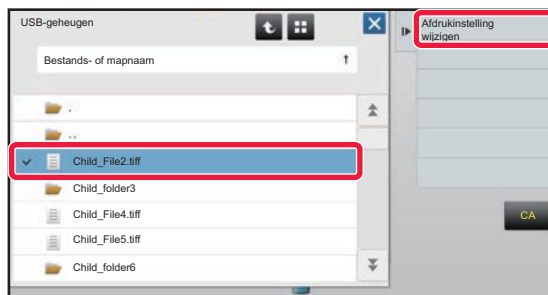 USB-geheugen
Afdrukinstelling
wijzigen
Bestands- of mapnaam
.
..
Child_File2.tiff
Child_folder3
Child_File4.tiff
Child_File5.tiff
Child_folder6
CA